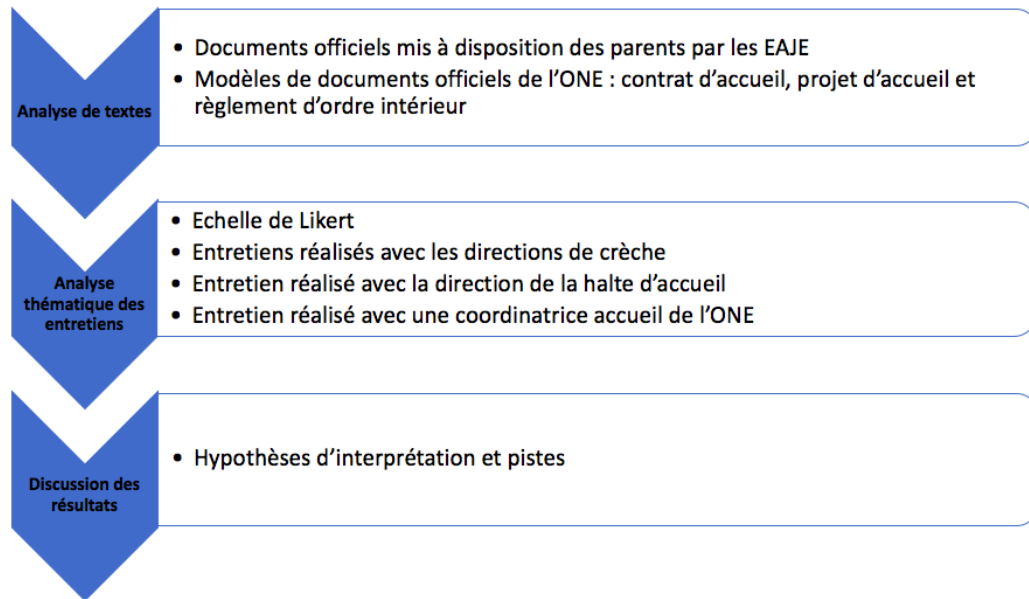 Analyse de textes
• Documents officiels mis à disposition des parents par les EAJE
• Modèles de documents officiels de l'ONE : contrat d'accueil, projet d'accueil et
règlement d'ordre intérieur
Analyse
thématique des
entretiens
• Echelle de Likert
• Entretiens réalisés avec les directions de crèche
• Entretien réalisé avec la direction de la halte d'accueil
• Entretien réalisé avec une coordinatrice accueil de l'ONE
Discussion des
résultats
• Hypothèses d'interprétation et pistes